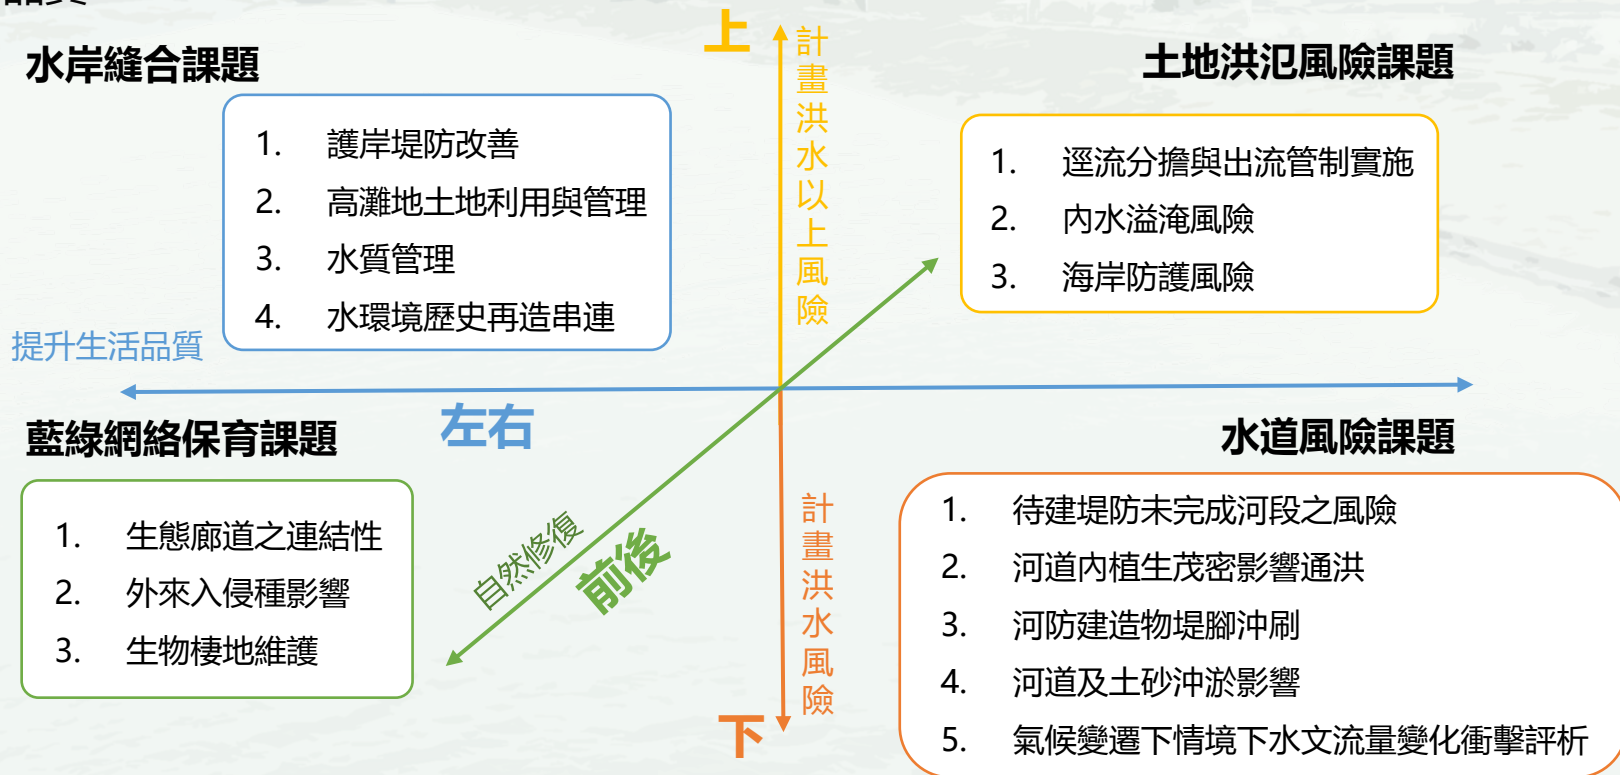 品質
水岸縫合課題
1. 護岸堤防改善
2. 高灘地土地利用與管理
3. 水質管理
4. 水環境歷史再造串連
上
計畫洪水以上風險
土地洪氾風險課題
1. 逕流分擔與出流管制實施
2. 內水溢淹風險
3. 海岸防護風險
提升生活品質
左右
藍綠網絡保育課題
1. 生態廊道之連結性
2. 外來入侵種影響
3. 生物棲地維護
自然修復
前後
計畫洪水風險
下
水道風險課題
1. 待建堤防未完成河段之風險
2. 河道內植生茂密影響通洪
3. 河防建造物堤腳沖刷
4. 河道及土砂沖淤影響
5. 氣候變遷下情境下水文流量變化衝擊評析